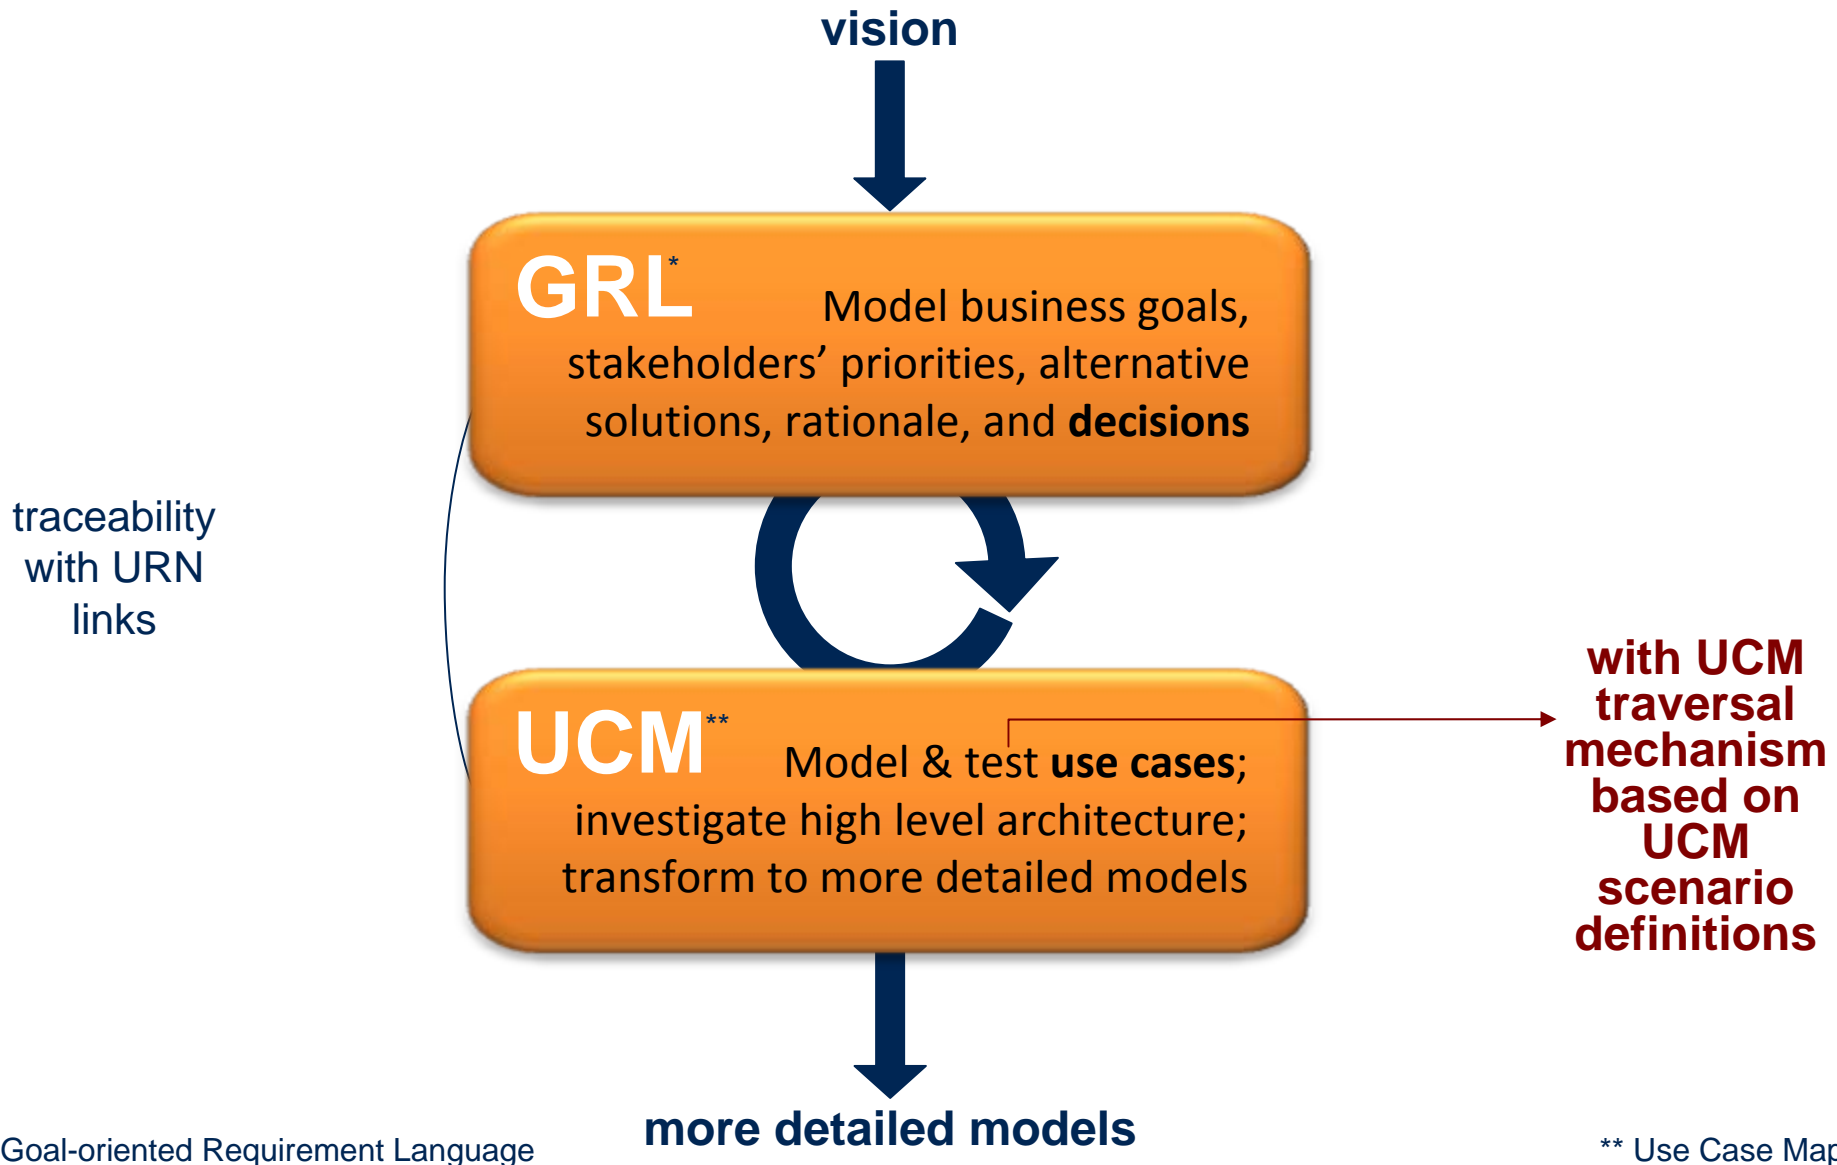 vision
GRL*
Model business goals,
stakeholders’ priorities, alternative
solutions, rationale, and decisions
traceability
with URN
links
UCM**
Model & test use cases;
investigate high level architecture;
transform to more detailed models
with UCM
traversal
mechanism
based on
UCM
scenario
definitions
more detailed models
Goal-oriented Requirement Language
** Use Case Map